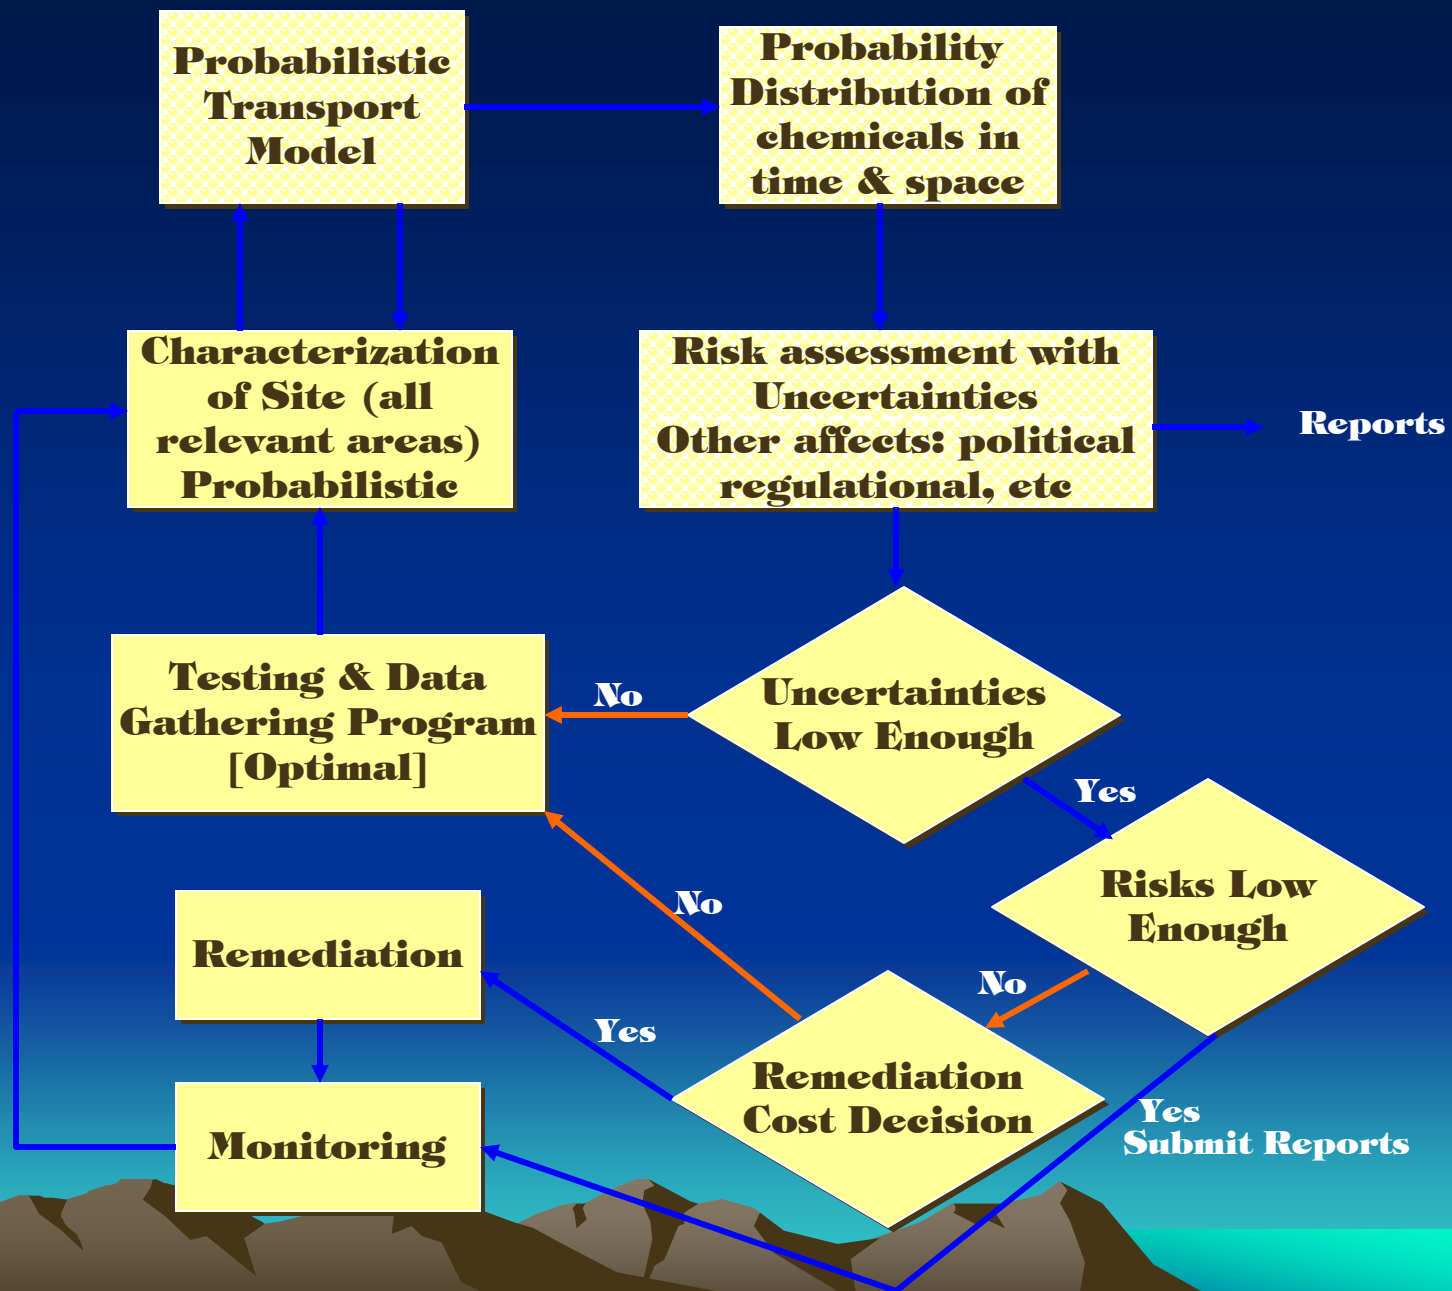 Probabilistic
Transport
Model
Probability
Distribution of
chemicals in
time & space
Characterization
of Site (all
relevant areas)
Probabilistic
Risk assessment with
Uncertainties
Other affects: political
regulational, etc
Reports
Testing & Data
Gathering Program
[Optimal]
No
Uncertainties
Low Enough
Yes
Risks Low
Enough
No
No
Remediation
Yes
Remediation
Cost Decision
Yes
Submit Reports
Monitoring